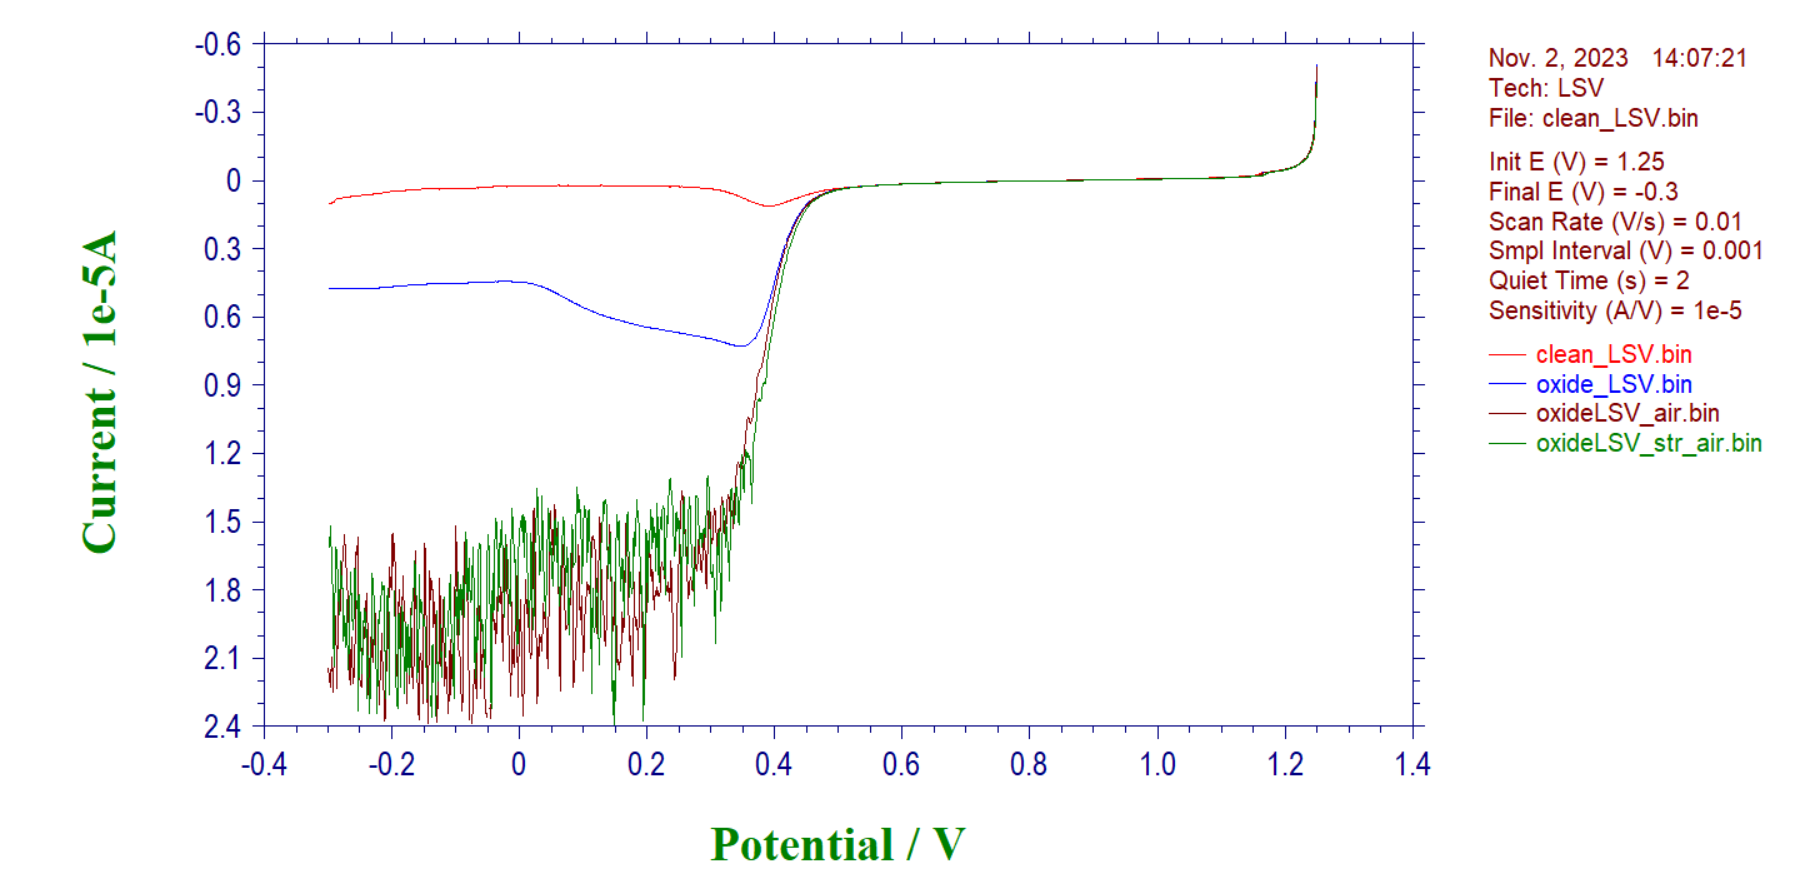 -0.6
-0.3
0
0.3
0.6
0.9
1.2
1.5
1.8
2.1
2.4
Current / 1e-5A
-0.4 -0.2 0 0.2 0.4 0.6 0.8 1.0 1.2 1.4
Potential / V
Nov. 2, 2023 14:07:21
Tech: LSV
File: clean_LSV.bin
Init E (V) = 1.25
Final E (V) = -0.3
Scan Rate (V/s) = 0.01
Smpl Interval (V) = 0.001
Quiet Time (s) = 2
Sensitivity (A/V) = 1e-5
clean_LSV.bin
oxide_LSV.bin
oxideLSV_air.bin
oxideLSV_str_air.bin